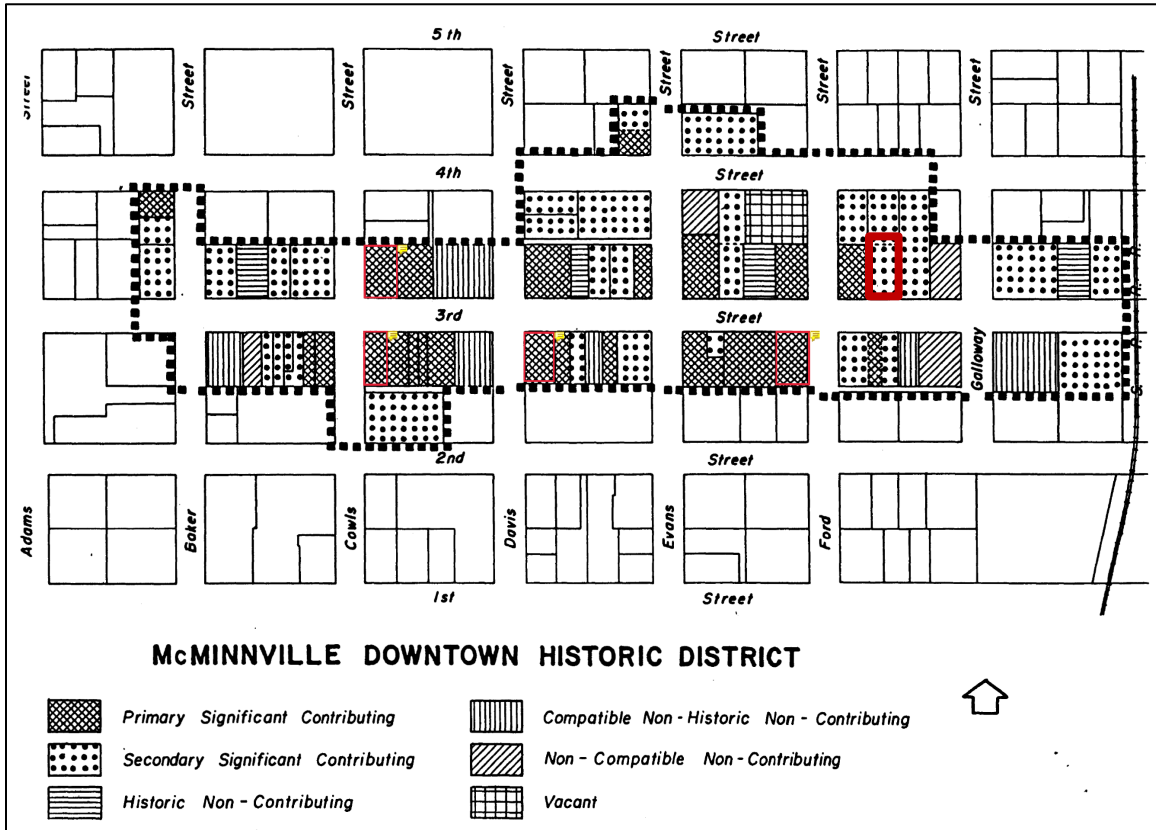 5th Street
Street
Street
Street
Street
Street
Street
4th Street
3rd Street
Galloway
2nd Street
Adams
Baker
Cowls
Davis
Evans
Ford
1st Street
McMINNVILLE DOWNTOWN HISTORIC DISTRICT
Primary Significant Contributing
Compatible Non-Historic Non-Contributing
Secondary Significant Contributing
Non-Compatible Non-Contributing
Historic Non-Contributing
Vacant